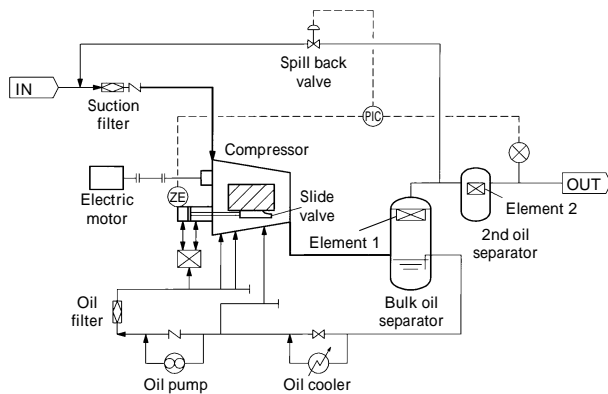 Spill back
valve
IN
Suction
filter
PIC
Compressor
Electric
motor
ZE
Slide
valve
OUT
Element 1
Element 2
2nd oil
separator
Oil
filter
Bulk oil
separator
Oil pump
Oil cooler